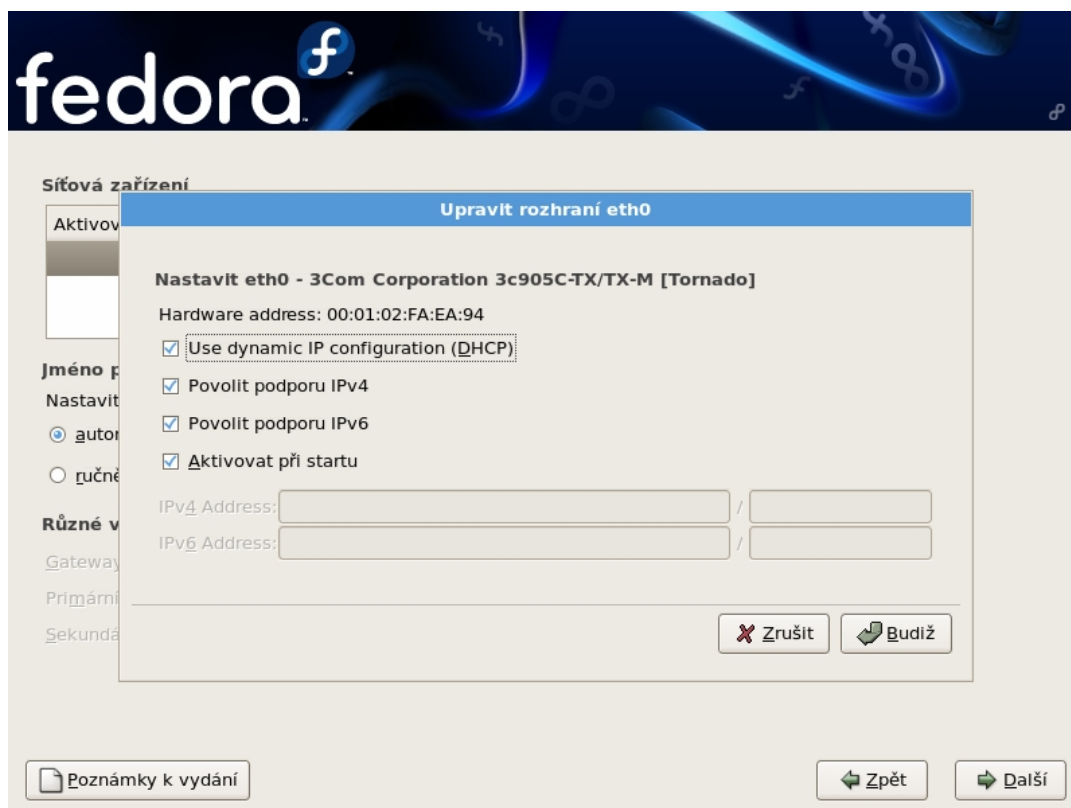 fedora
Síťová zařízení
Upravit rozhraní eth0
Aktivov
Nastavit eth0 - 3Com Corporation 3c905C-TX/TX-M [Tornado]
Hardware address: 00:01:02:FA:EA:94
Use dynamic IP configuration (DHCP)
Jméno p
Povolit podporu IPv4
Nastavit
Povolit podporu IPv6
autor
Aktivovat při startu
ručně
IPv4 Address: /
Různé v
IPv6 Address: /
Gateway
Primární
Sekundá
Zrušit Budiž
Poznámky k vydání Zpět Další